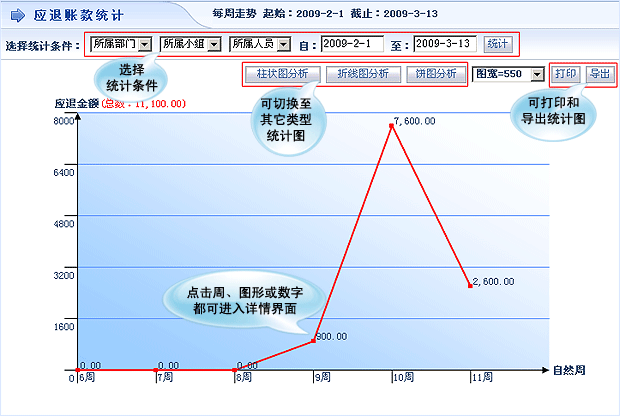 应退账款统计
每周走势 起始：2009-2-1 截止：2009-3-13
选择统计条件： 所属部门 所属小组 所属人员 自： 2009-2-1 至： 2009-3-13 统计
柱状图分析 折线图分析 饼图分析 图宽=550 打印 导出
选择
统计条件
可切换至
其它类型
统计图
可打印和
导出统计图
应退金额(总数：11,100.00)
8000
7,600.00
6400
4800
3200
2,600.00
点击周、图形或数字
都可进入详情界面
1600
900.00
0.00 0.00 0.00
0 6周 7周 8周 9周 10周 11周 自然周